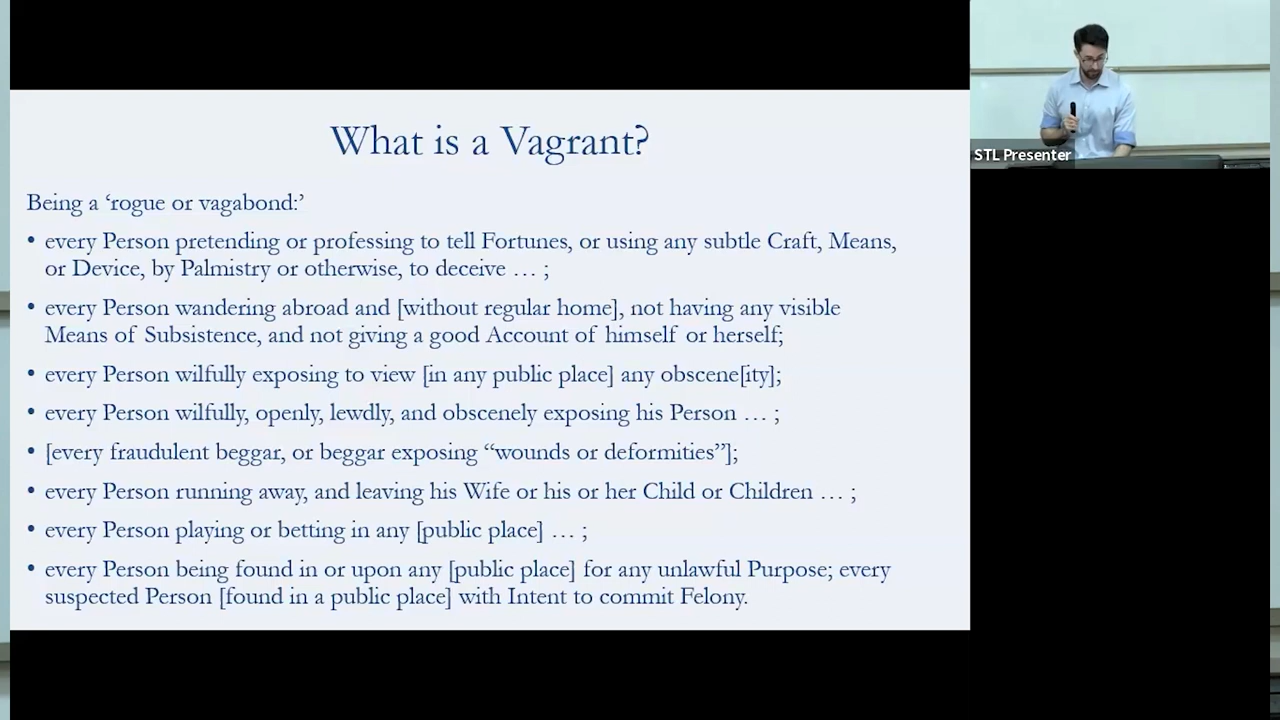 What is a Vagrant?
Being a ‘rogue or vagabond:’
• every Person pretending or professing to tell Fortunes, or using any subtle Craft, Means,
or Device, by Palmistry or otherwise, to deceive … ;
• every Person wandering abroad and [without regular home], not having any visible
Means of Subsistence, and not giving a good Account of himself or herself;
• every Person wilfully exposing to view [in any public place] any obscene[ity];
• every Person wilfully, openly, lewdly, and obscenely exposing his Person … ;
• [every fraudulent beggar, or beggar exposing “wounds or deformities”];
• every Person running away, and leaving his Wife or his or her Child or Children … ;
• every Person playing or betting in any [public place] … ;
• every Person being found in or upon any [public place] for any unlawful Purpose; every
suspected Person [found in a public place] with Intent to commit Felony.
STL Presenter